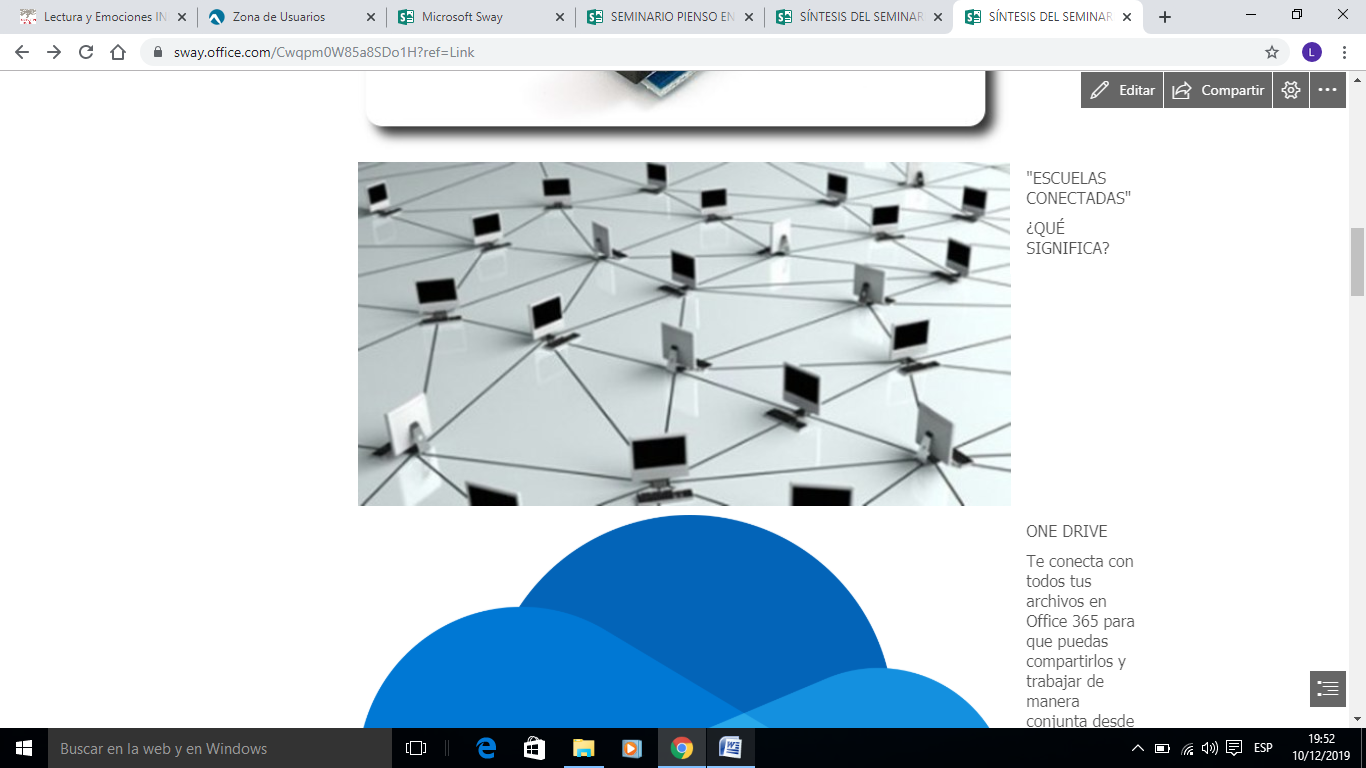 Lectura y Emociones IN
Zona de Usuarios
Microsoft Sway
SEMINARIO PIENSO EN
SÍNTESIS DEL SEMINAR
SÍNTESIS DEL SEMINAR
sway.office.com/Cwqpm0W85a8SDo1H?ref=Link
L
Editar
Compartir
"ESCUELAS
CONECTADAS"
¿QUÉ
SIGNIFICA?
ONE DRIVE
Te conecta con
todos tus
archivos en
Office 365 para
que puedas
compartirlos y
trabajar de
manera
conjunta desde
Buscar en la web y en Windows
ESP
19:52
10/12/2019